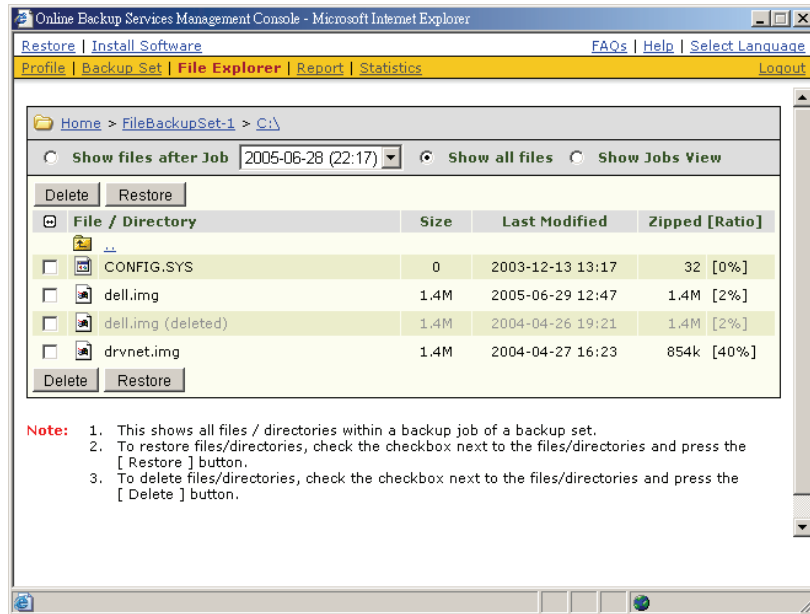 Online Backup Services Management Console - Microsoft Internet Explorer
Restore | Install Software FAQs | Help | Select Language
Profile | Backup Set | File Explorer | Report | Statistics Logout
Home > FileBackupSet-1 > C:\
Show files after Job 2005-06-28 (22:17) Show all files Show Jobs View
Delete Restore
File / Directory Size Last Modified Zipped [Ratio]
..
CONFIG.SYS 0 2003-12-13 13:17 32 [0%]
dell.img 1.4M 2005-06-29 12:47 1.4M [2%]
dell.img (deleted) 1.4M 2004-04-26 19:21 1.4M [2%]
drvnet.img 1.4M 2004-04-27 16:23 854k [40%]
Delete Restore
Note: 1. This shows all files / directories within a backup job of a backup set.
2. To restore files/directories, check the checkbox next to the files/directories and press the
[ Restore ] button.
3. To delete files/directories, check the checkbox next to the files/directories and press the
[ Delete ] button.